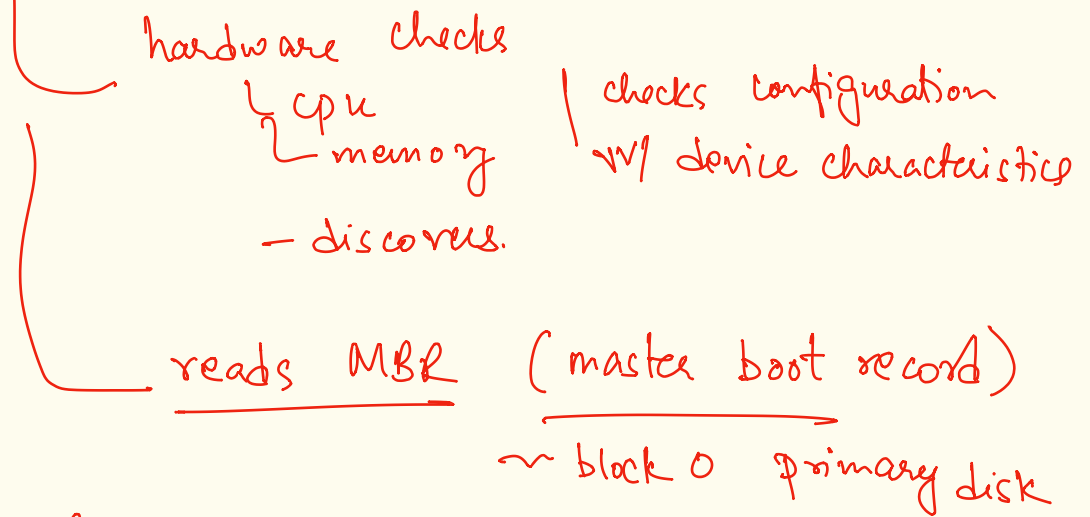 hardware checks
cpu
memory
checks configuration
w/ device characteristics
- discovers.
reads MBR (master boot record)
~ block 0 primary disk